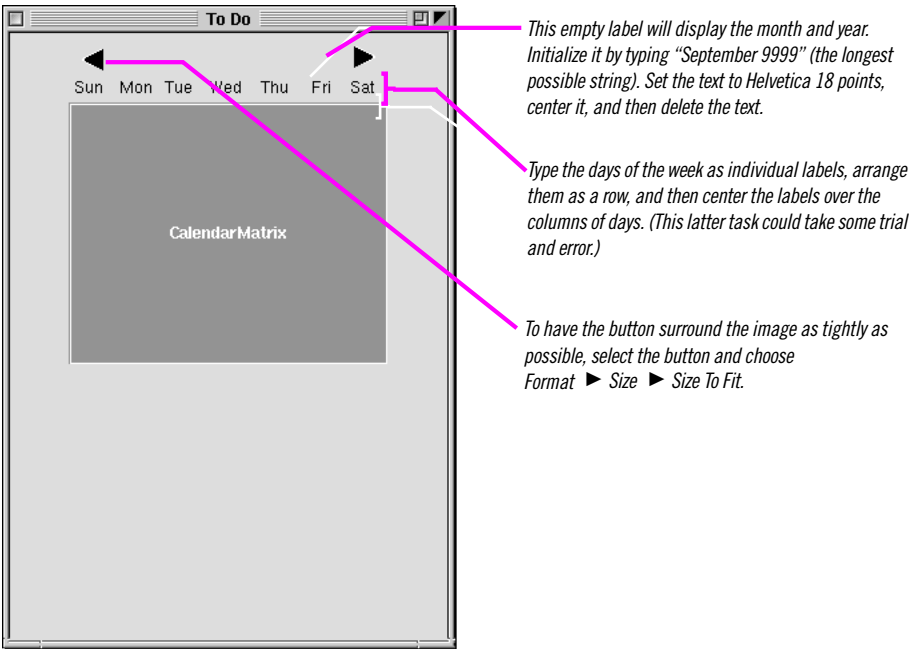 To Do
Sun Mon Tue Wed Thu Fri Sat
CalendarMatrix
This empty label will display the month and year.
Initialize it by typing “September 9999” (the longest
possible string). Set the text to Helvetica 18 points,
center it, and then delete the text.
Type the days of the week as individual labels, arrange
them as a row, and then center the labels over the
columns of days. (This latter task could take some trial
and error.)
To have the button surround the image as tightly as
possible, select the button and choose
Format ► Size ► Size To Fit.